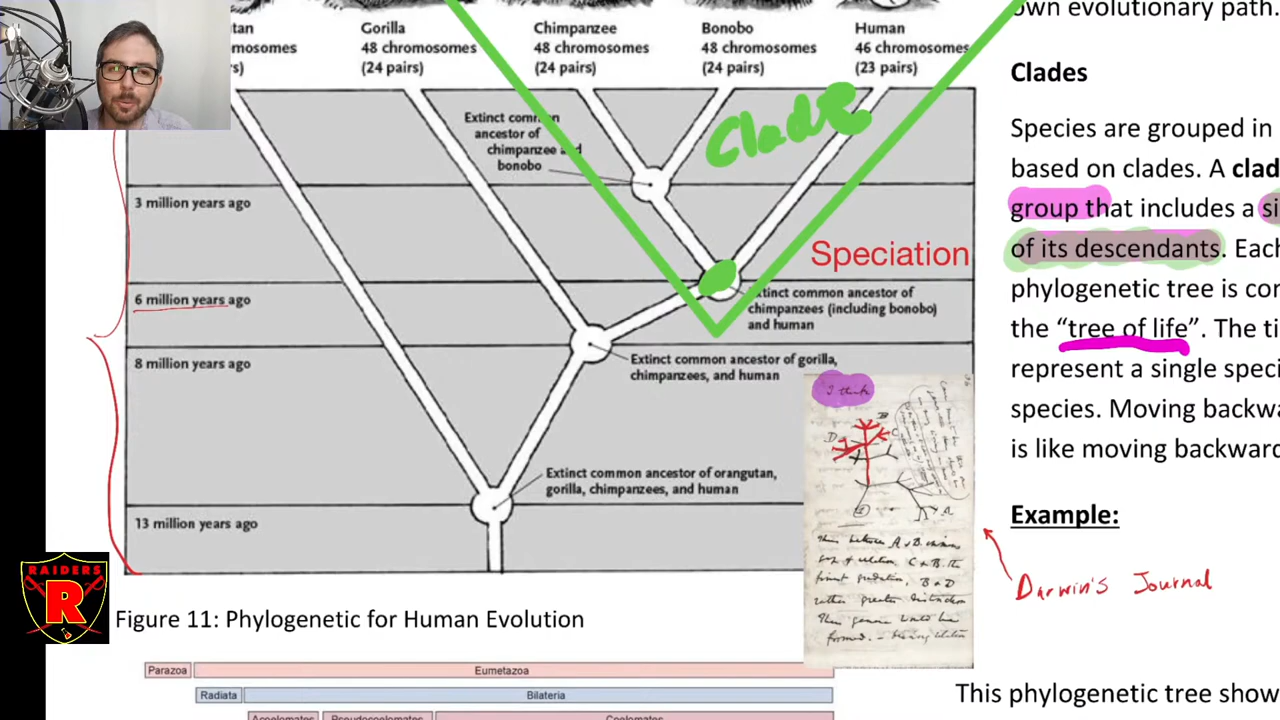 tan
omosomes
s)
Gorilla
48 chromosomes
(24 pairs)
Chimpanzee
48 chromosomes
(24 pairs)
Bonobo
48 chromosomes
(24 pairs)
Human
46 chromosomes
(23 pairs)
Extinct common
ancestor of
chimpanzee and
bonobo
Clade
3 million years ago
Speciation
6 million years ago
Extinct common ancestor of
chimpanzees (including bonobo)
and human
8 million years ago
Extinct common ancestor of gorilla,
chimpanzees, and human
I think
Extinct common ancestor of orangutan,
gorilla, chimpanzees, and human
13 million years ago
RAIDERS
R
Figure 11: Phylogenetic for Human Evolution
Parazoa
Eumetazoa
Radiata
Bilateria
Acoelomates
Pseudocoelomates
Coelomates
own evolutionary path.
Clades
Species are grouped in
based on clades. A clad
group that includes a si
of its descendants. Each
phylogenetic tree is con
the “tree of life”. The ti
represent a single speci
species. Moving backwa
is like moving backward
Example:
Darwin's Journal
This phylogenetic tree show